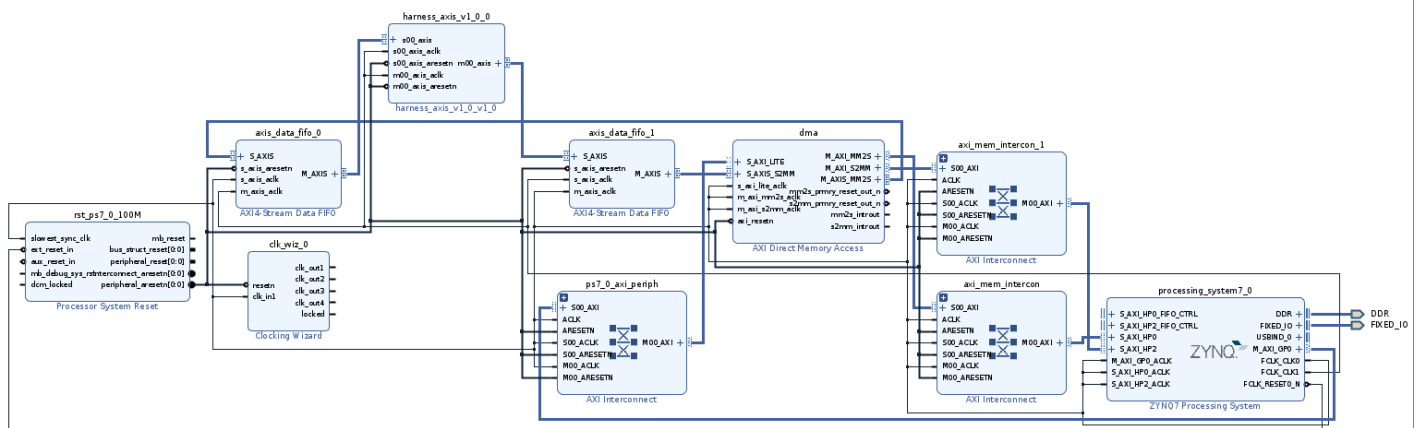 harness_axis_v1_0_0
s00_axis
s00_axis_aclk
s00_axis_aresetn
m00_axis_aclk
m00_axis_aresetn
m00_axis
harness_axis_v1_0_v1_0
axis_data_fifo_0
S_AXIS
s_axis_aresetn
s_axis_aclk
m_axis_aclk
M_AXIS
AXI4-Stream Data FIFO
axis_data_fifo_1
S_AXIS
s_axis_aresetn
s_axis_aclk
m_axis_aclk
M_AXIS
AXI4-Stream Data FIFO
dma
S_AXI_LITE
S_AXIS_S2MM
s_axi_lite_aclk
m_axi_mm2s_aclk
m_axi_s2mm_aclk
axi_resetn
M_AXI_MM2S
M_AXI_S2MM
M_AXIS_MM2S
mm2s_prmry_reset_out_n
s2mm_prmry_reset_out_n
mm2s_introut
s2mm_introut
AXI Direct Memory Access
axi_mem_intercon_1
S00_AXI
ACLK
ARESETN
S00_ACLK
S00_ARESETN
M00_ACLK
M00_ARESETN
M00_AXI
AXI Interconnect
rst_ps7_0_100M
slowest_sync_clk
ext_reset_in
aux_reset_in
mb_debug_sys_rst
dcm_locked
mb_reset
bus_struct_reset[0:0]
peripheral_reset[0:0]
interconnect_aresetn[0:0]
peripheral_aresetn[0:0]
Processor System Reset
clk_wiz_0
resetn
clk_in1
clk_out1
clk_out2
clk_out3
clk_out4
locked
Clocking Wizard
ps7_0_axi_periph
S00_AXI
ACLK
ARESETN
S00_ACLK
S00_ARESETN
M00_ACLK
M00_ARESETN
M00_AXI
AXI Interconnect
axi_mem_intercon
S00_AXI
ACLK
ARESETN
S00_ACLK
S00_ARESETN
M00_ACLK
M00_ARESETN
M00_AXI
AXI Interconnect
processing_system7_0
S_AXI_HP0_FIFO_CTRL
S_AXI_HP2_FIFO_CTRL
S_AXI_HP0
S_AXI_HP2
M_AXI_GP0_ACLK
S_AXI_HP0_ACLK
S_AXI_HP2_ACLK
ZYNQ
DDR
FIXED_IO
USBIND_0
M_AXI_GP0
FCLK_CLK0
FCLK_CLK1
FCLK_RESET0_N
ZYNQ7 Processing System
DDR
FIXED_IO